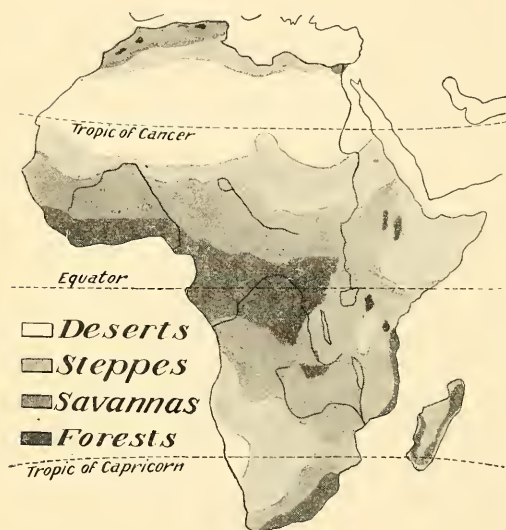 Tropic of Cancer
Equator
Deserts
Steppes
Savannas
Forests
Tropic of Capricorn